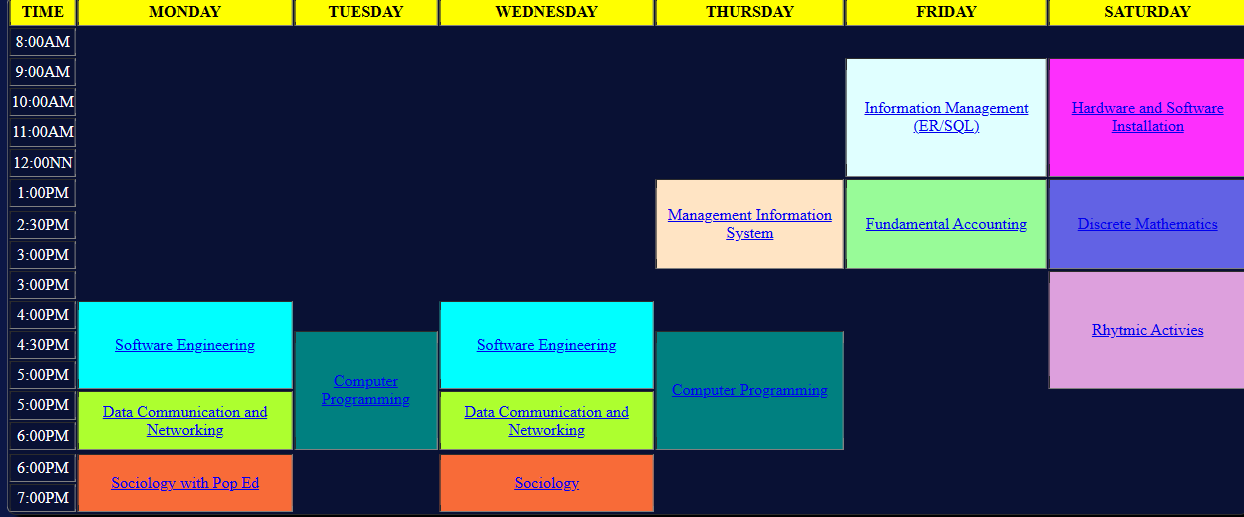 TIME MONDAY TUESDAY WEDNESDAY THURSDAY FRIDAY SATURDAY
8:00AM
9:00AM
10:00AM
Information Management
(ER/SQL)
Hardware and Software
Installation
11:00AM
12:00NN
1:00PM
2:30PM
Management Information
System
Fundamental Accounting
Discrete Mathematics
3:00PM
3:00PM
4:00PM
4:30PM
Software Engineering
Software Engineering
Rhytmic Activies
5:00PM
Computer
Programming
Computer Programming
5:00PM
Data Communication and
Networking
Data Communication and
Networking
6:00PM
6:00PM
Sociology with Pop Ed
Sociology
7:00PM